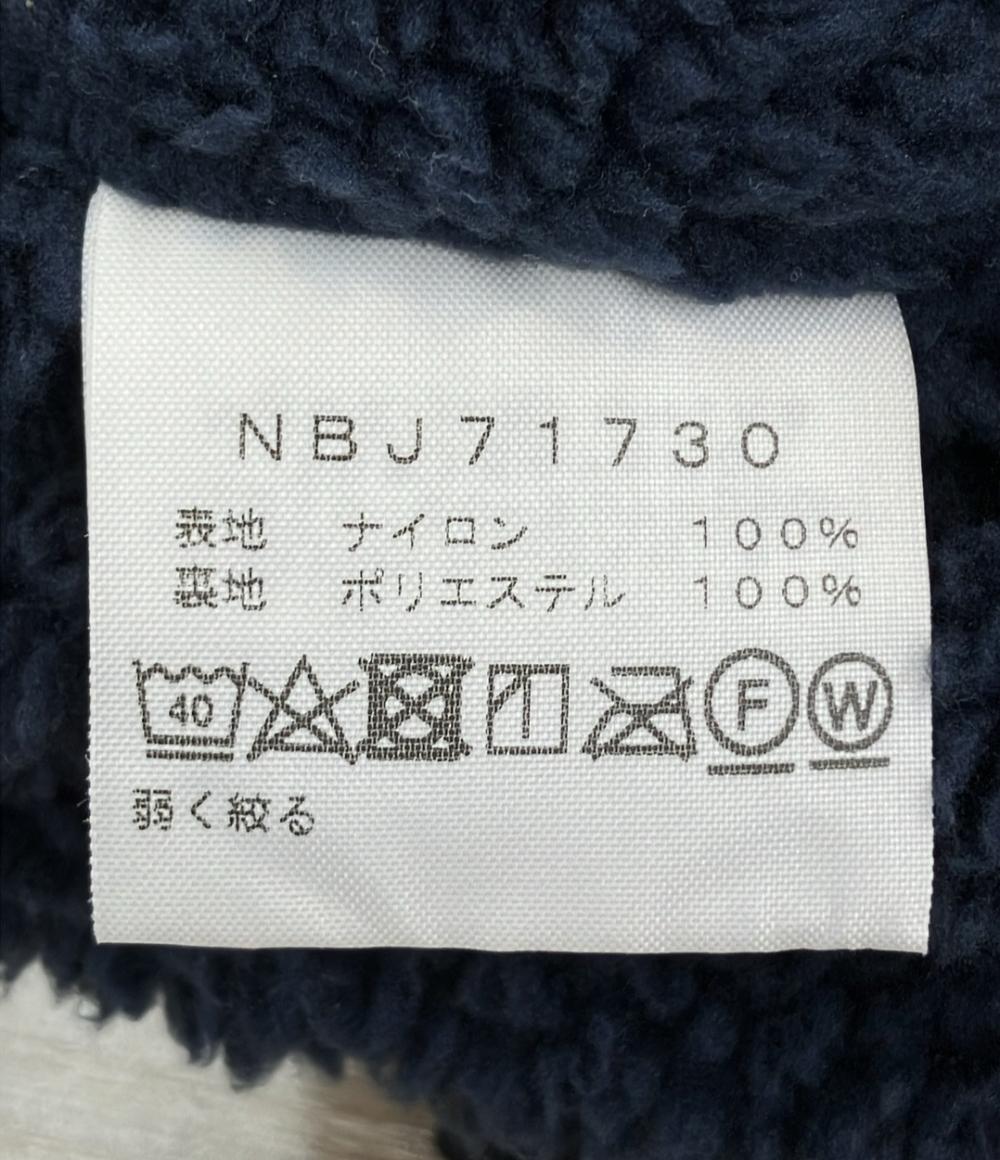 NBJ71730
表地 ナイロン 100%
裏地 ポリエステル 100%
40 F W
弱く絞る